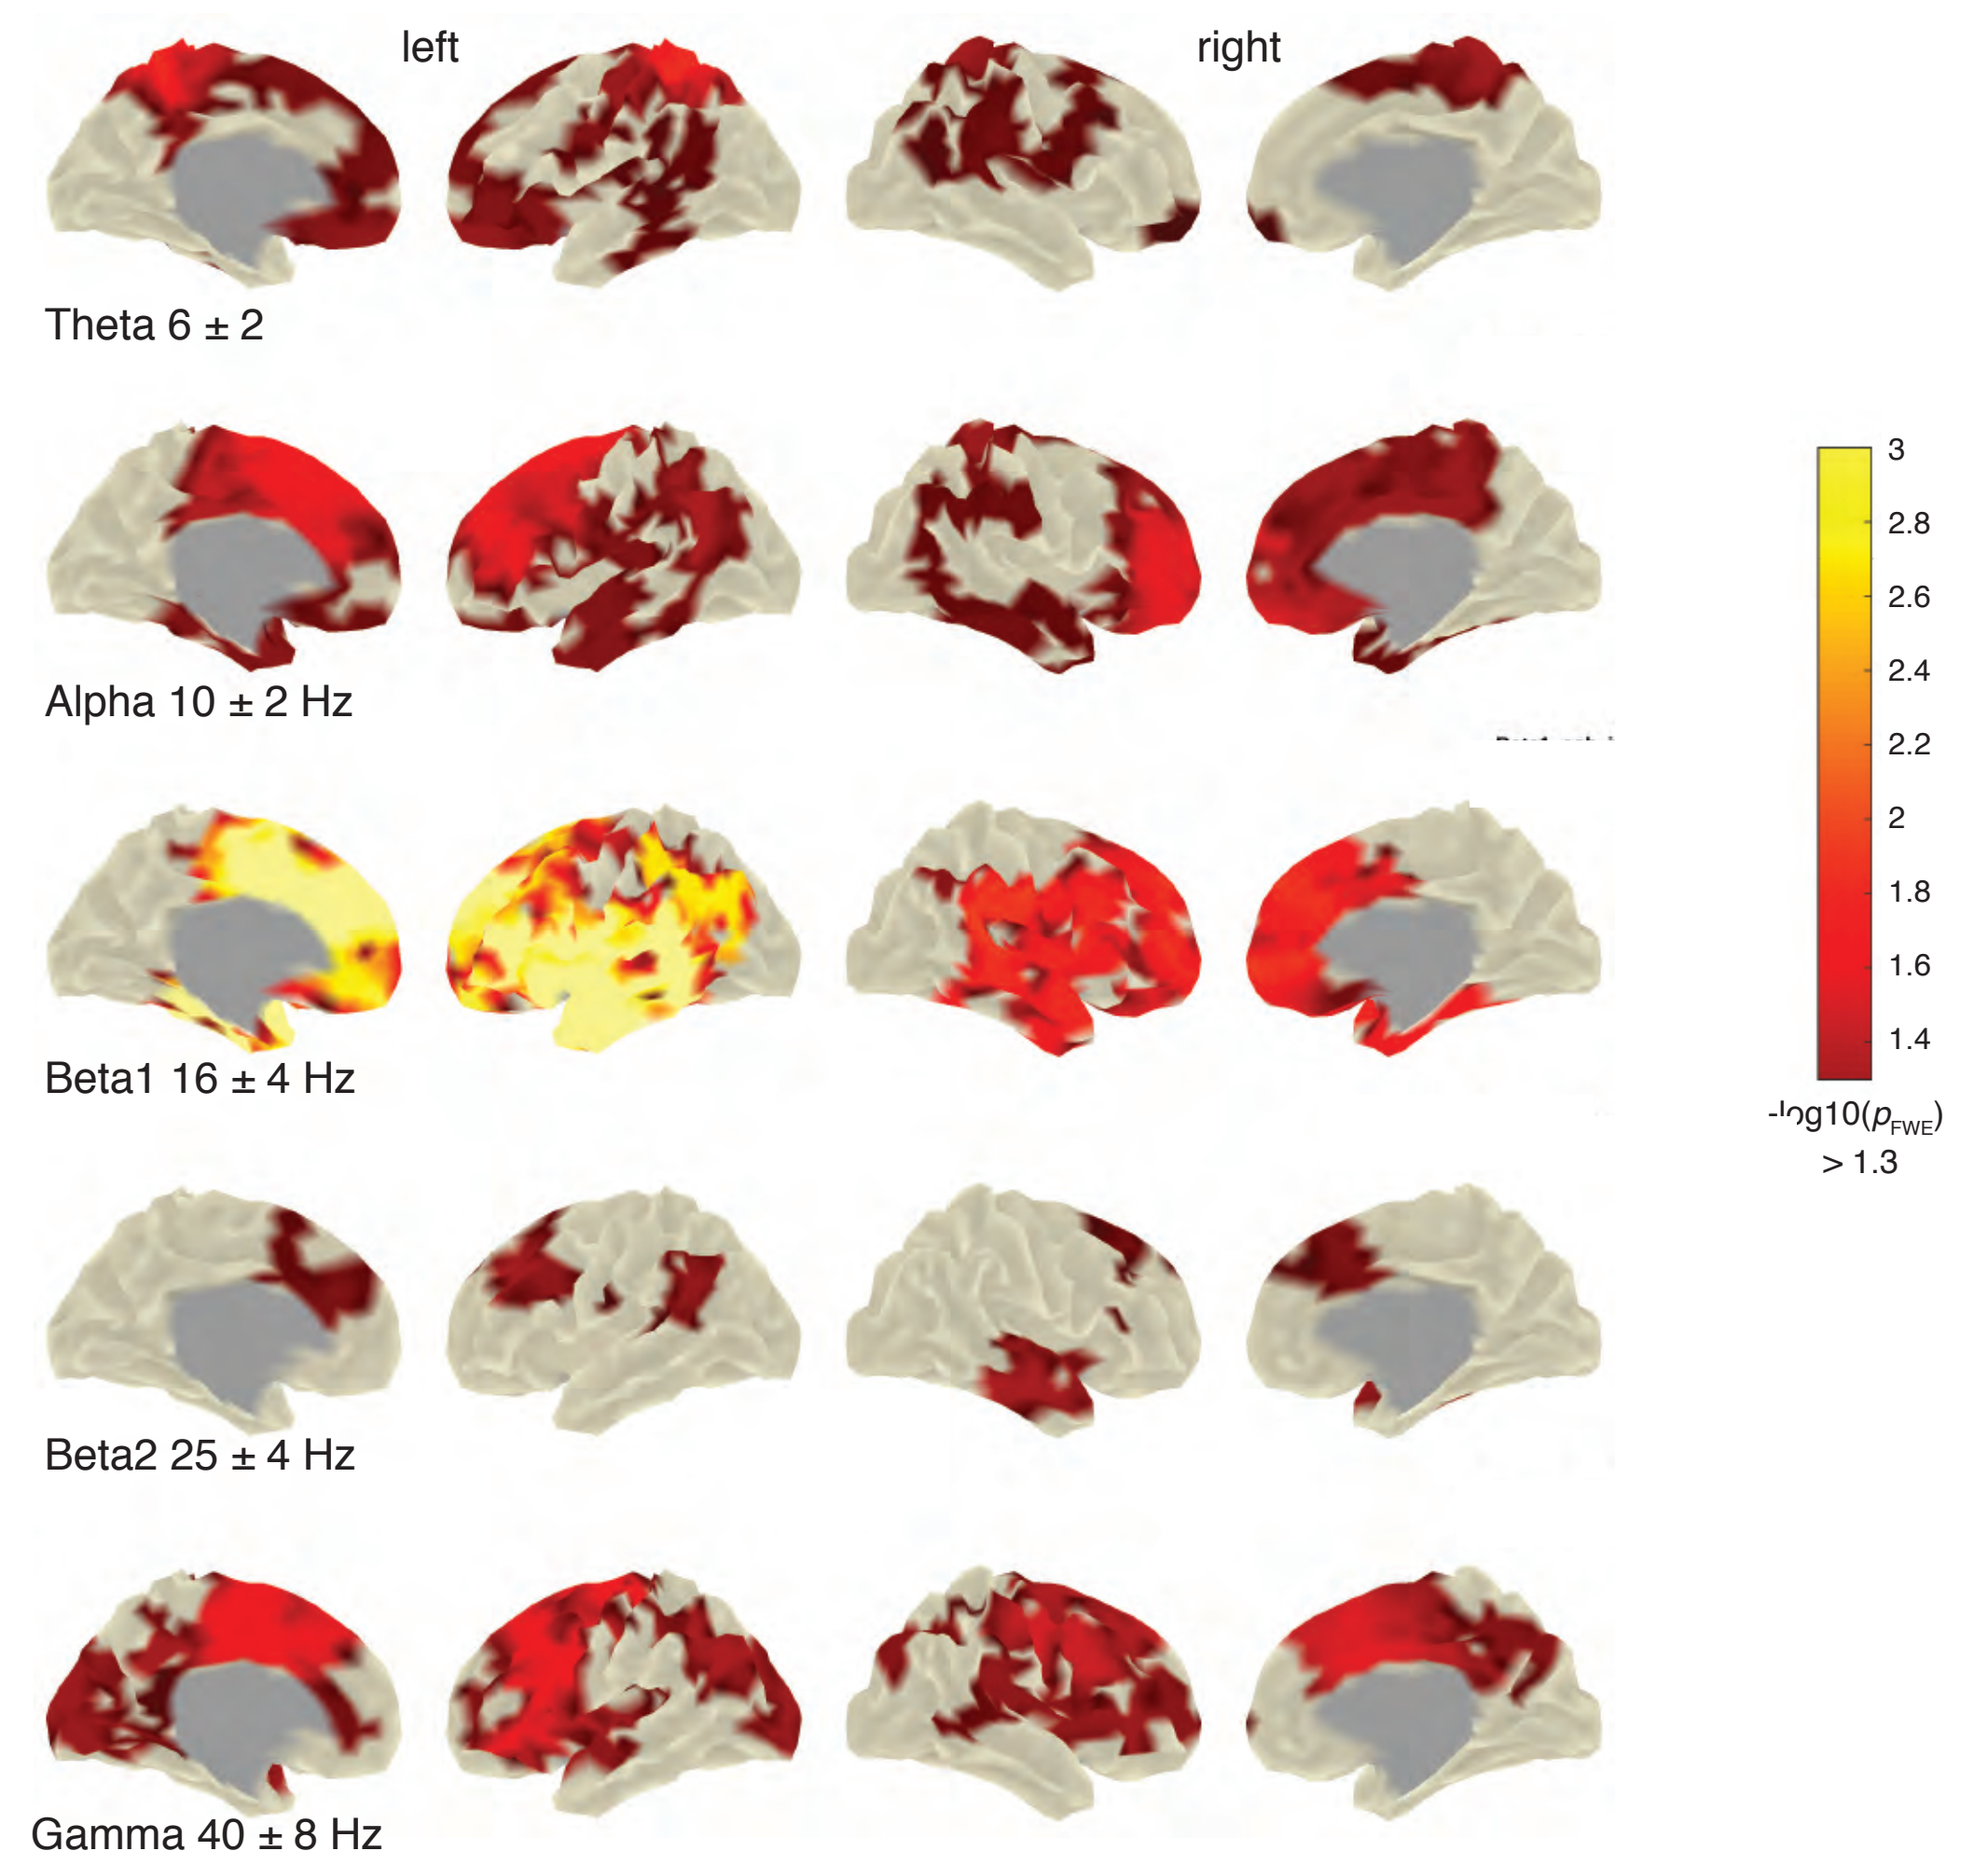 left right
Theta 6 ± 2
Alpha 10 ± 2 Hz
Beta1 16 ± 4 Hz
Beta2 25 ± 4 Hz
Gamma 40 ± 8 Hz
3
2.8
2.6
2.4
2.2
2
1.8
1.6
1.4
-log10(pFWE)
> 1.3